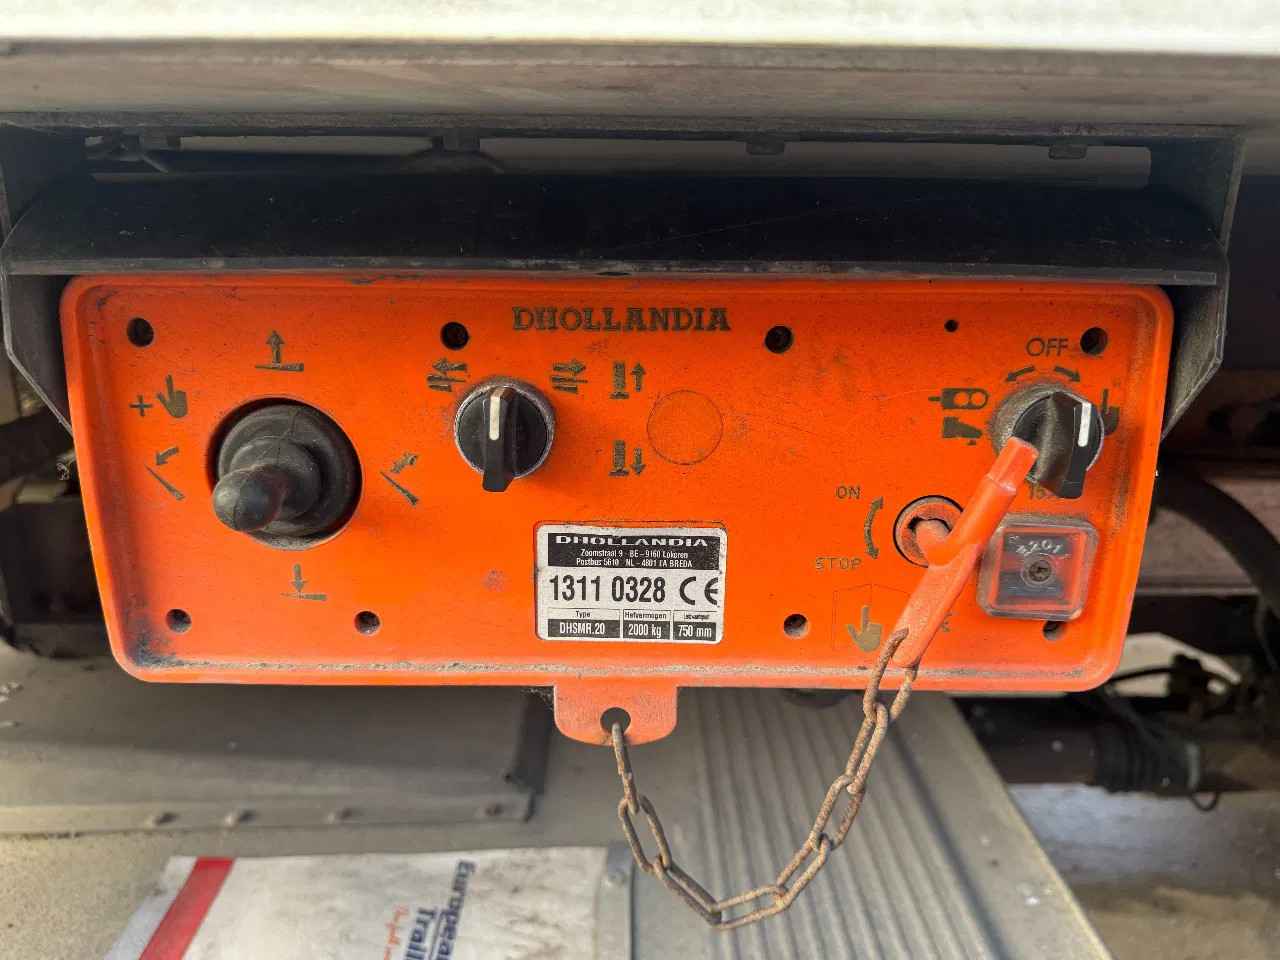 DHOLLANDIA
OFF
ON
STOP
DHOLLANDIA
Zoomstraat 9 - BE - 9160 Lokeren
Postbus 5610 NL - 4801 EA BREDA
1311 0328 CE
Type Hefvermogen
DHSMR.20 2000 kg 750 mm
European
Trail